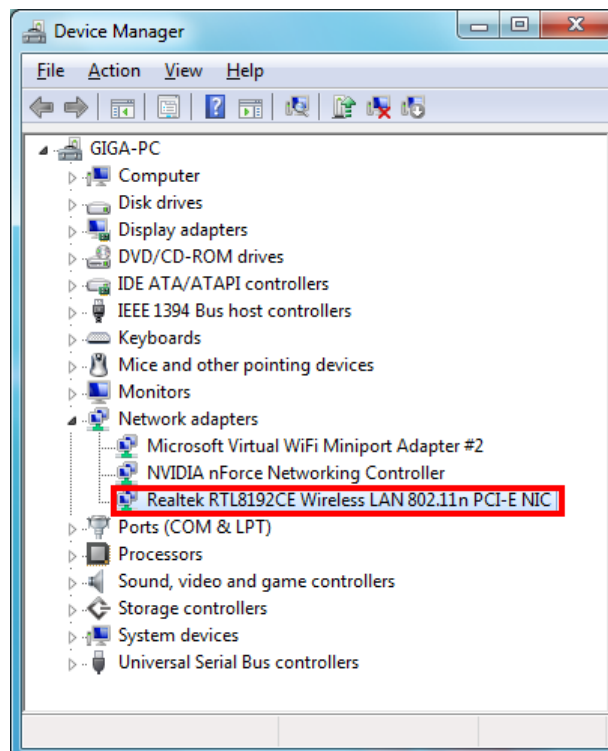 Device Manager
File Action View Help
GIGA-PC
Computer
Disk drives
Display adapters
DVD/CD-ROM drives
IDE ATA/ATAPI controllers
IEEE 1394 Bus host controllers
Keyboards
Mice and other pointing devices
Monitors
Network adapters
Microsoft Virtual WiFi Miniport Adapter #2
NVIDIA nForce Networking Controller
Realtek RTL8192CE Wireless LAN 802.11n PCI-E NIC
Ports (COM & LPT)
Processors
Sound, video and game controllers
Storage controllers
System devices
Universal Serial Bus controllers